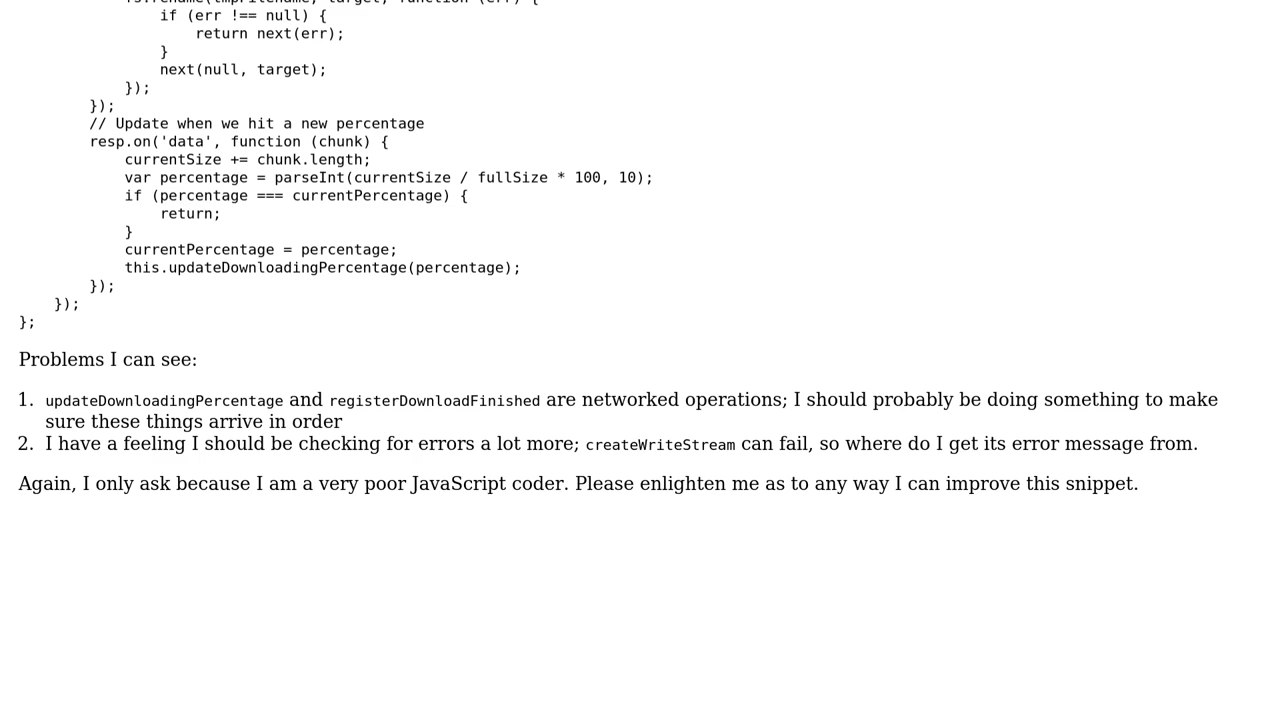 if (err !== null) {
return next(err);
}
next(null, target);
});
});
// Update when we hit a new percentage
resp.on('data', function (chunk) {
currentSize += chunk.length;
var percentage = parseInt(currentSize / fullSize * 100, 10);
if (percentage === currentPercentage) {
return;
}
currentPercentage = percentage;
this.updateDownloadingPercentage(percentage);
});
});
};
Problems I can see:
1. updateDownloadingPercentage and registerDownloadFinished are networked operations; I should probably be doing something to make
sure these things arrive in order
2. I have a feeling I should be checking for errors a lot more; createWriteStream can fail, so where do I get its error message from.
Again, I only ask because I am a very poor JavaScript coder. Please enlighten me as to any way I can improve this snippet.